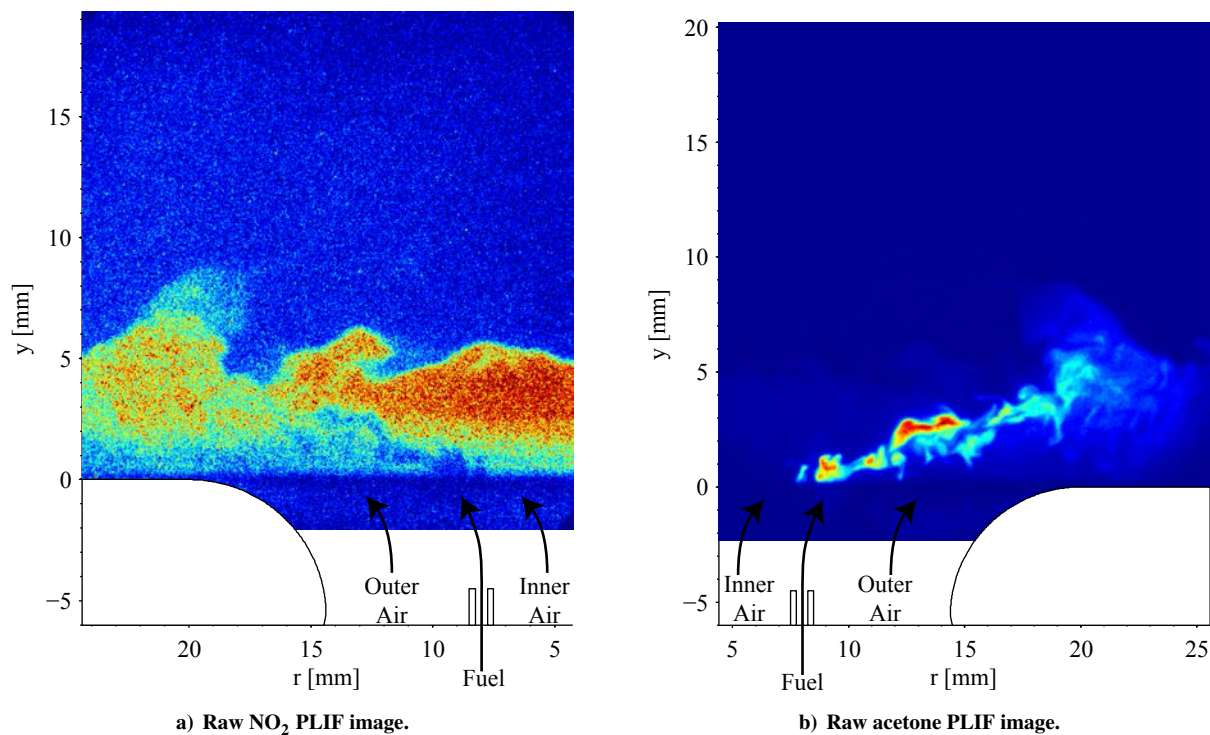 15
10
5
0
−5
y [mm]
Outer
Air
Inner
Air
20
15
10
5
r [mm]
Fuel
a) Raw NO₂ PLIF image.
20
15
10
5
0
−5
y [mm]
Inner
Air
Outer
Air
5
10
15
20
25
r [mm]
Fuel
b) Raw acetone PLIF image.